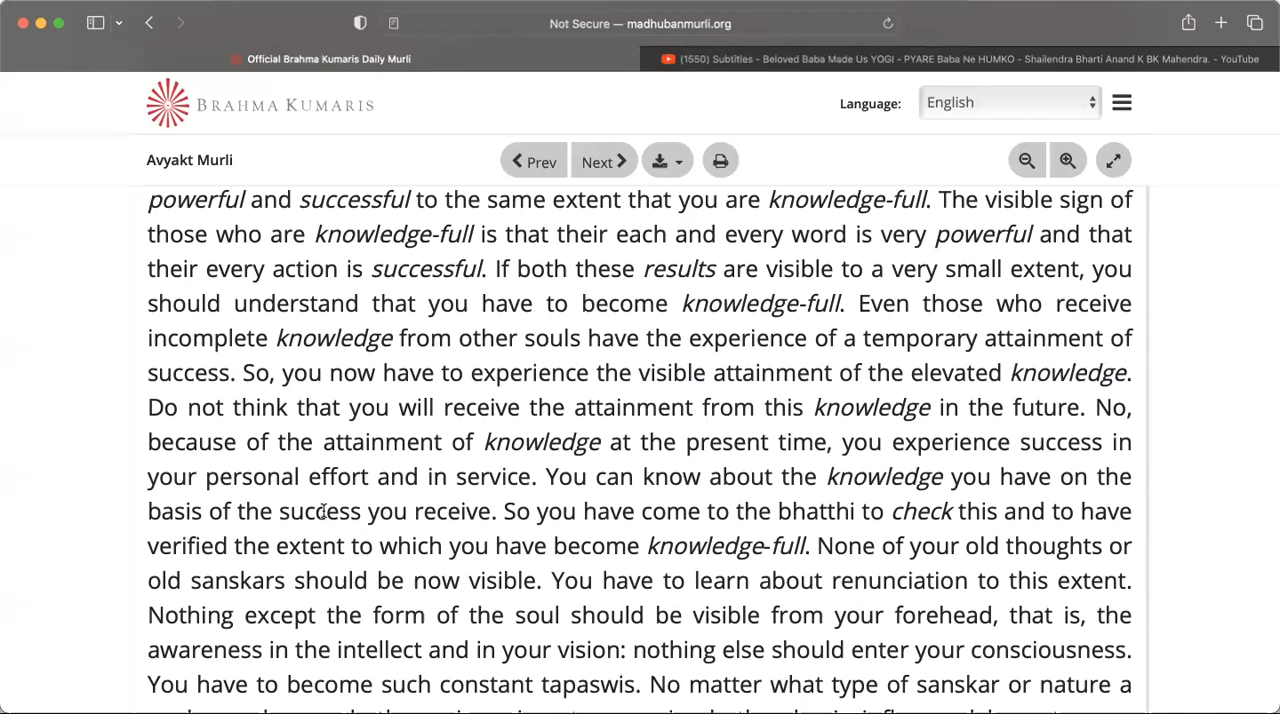 Not Secure — madhubanmurli.org
Official Brahma Kumaris Daily Murli
(1550) Subtitles - Beloved Baba Made Us YOGI - PYARE Baba Ne HUMKO - Shailendra Bharti Anand K BK Mahendra. - YouTube
BRAHMA KUMARIS
Language:
English
Avyakt Murli
Prev
Next
powerful and successful to the same extent that you are knowledge-full. The visible sign of
those who are knowledge-full is that their each and every word is very powerful and that
their every action is successful. If both these results are visible to a very small extent, you
should understand that you have to become knowledge-full. Even those who receive
incomplete knowledge from other souls have the experience of a temporary attainment of
success. So, you now have to experience the visible attainment of the elevated knowledge.
Do not think that you will receive the attainment from this knowledge in the future. No,
because of the attainment of knowledge at the present time, you experience success in
your personal effort and in service. You can know about the knowledge you have on the
basis of the success you receive. So you have come to the bhatthi to check this and to have
verified the extent to which you have become knowledge-full. None of your old thoughts or
old sanskars should be now visible. You have to learn about renunciation to this extent.
Nothing except the form of the soul should be visible from your forehead, that is, the
awareness in the intellect and in your vision: nothing else should enter your consciousness.
You have to become such constant tapaswis. No matter what type of sanskar or nature a